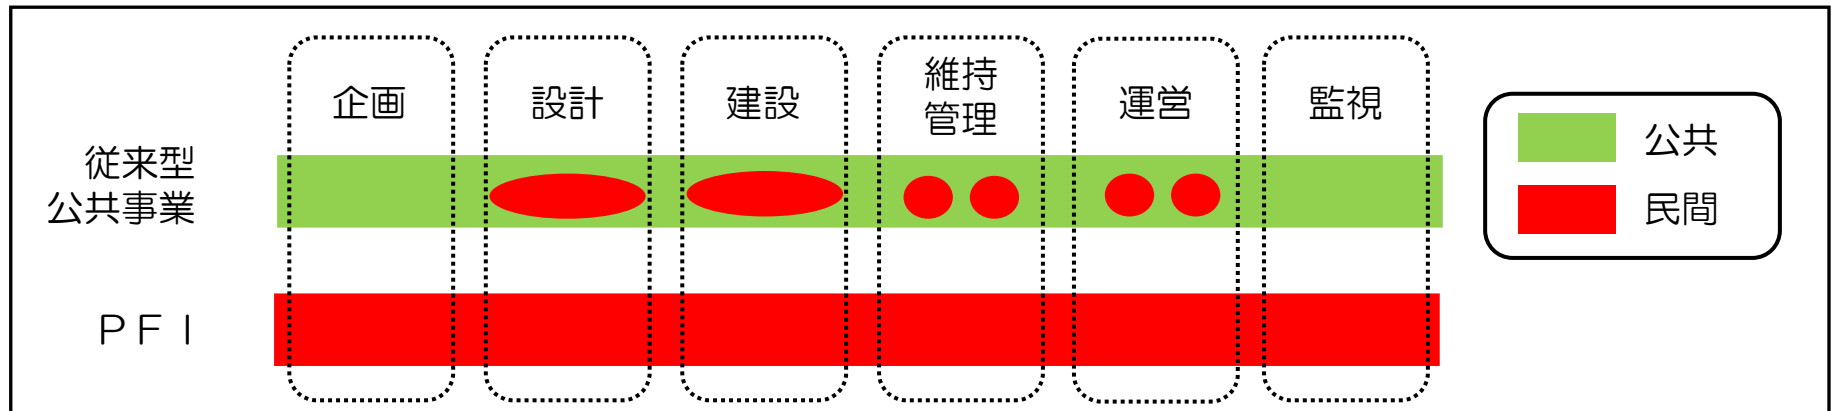 企画
設計
建設
維持
管理
運営
監視
従来型
公共事業
ＰＦＩ
公共
民間